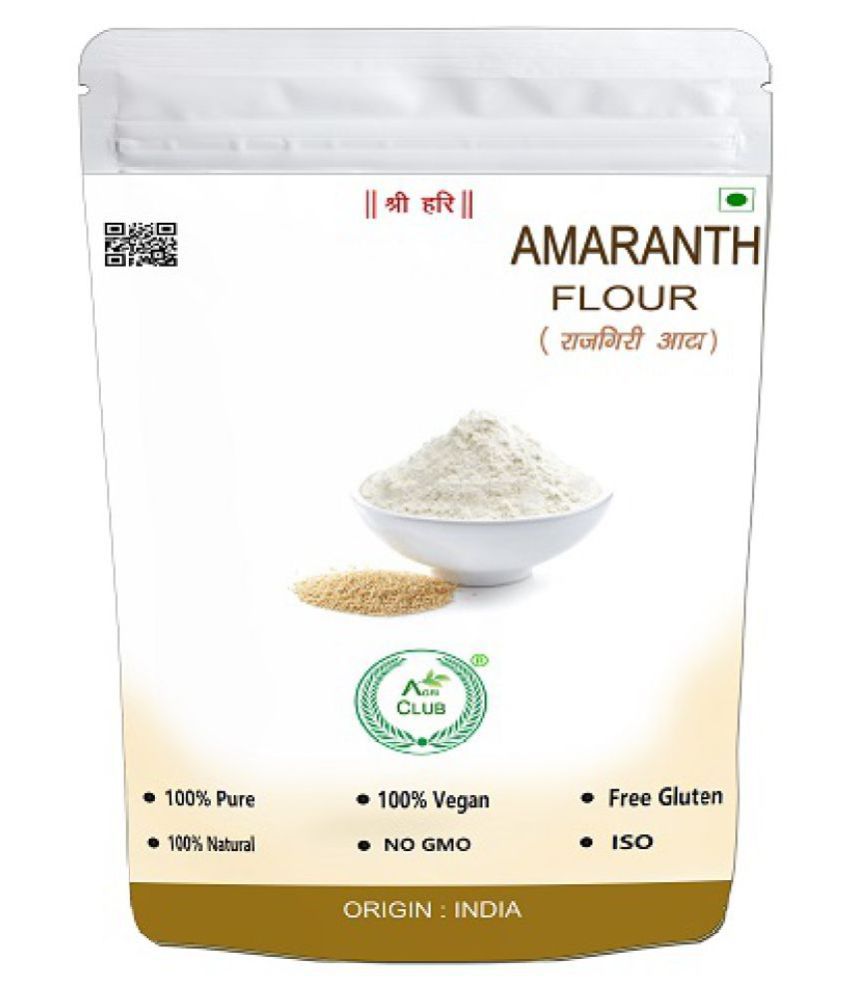 || श्री हरि ||
AMARANTH
FLOUR
( राजगिरी आटा )
AGRI
CLUB
®
• 100% Pure
• 100% Vegan
• Free Gluten
• 100% Natural
• NO GMO
• ISO
ORIGIN : INDIA